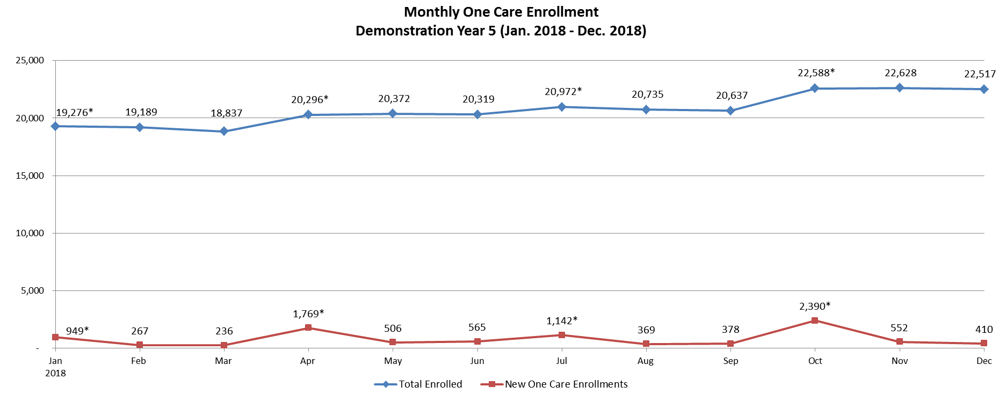 Monthly One Care Enrollment
Demonstration Year 5 (Jan. 2018 - Dec. 2018)
25,000
20,000
15,000
10,000
5,000
-
19,276*
19,189
18,837
20,296*
20,372
20,319
20,972*
20,735
20,637
22,588*
22,628
22,517
949*
267
236
1,769*
506
565
1,142*
369
378
2,390*
552
410
Jan
2018
Feb
Mar
Apr
May
Jun
Jul
Aug
Sep
Oct
Nov
Dec
Total Enrolled
New One Care Enrollments